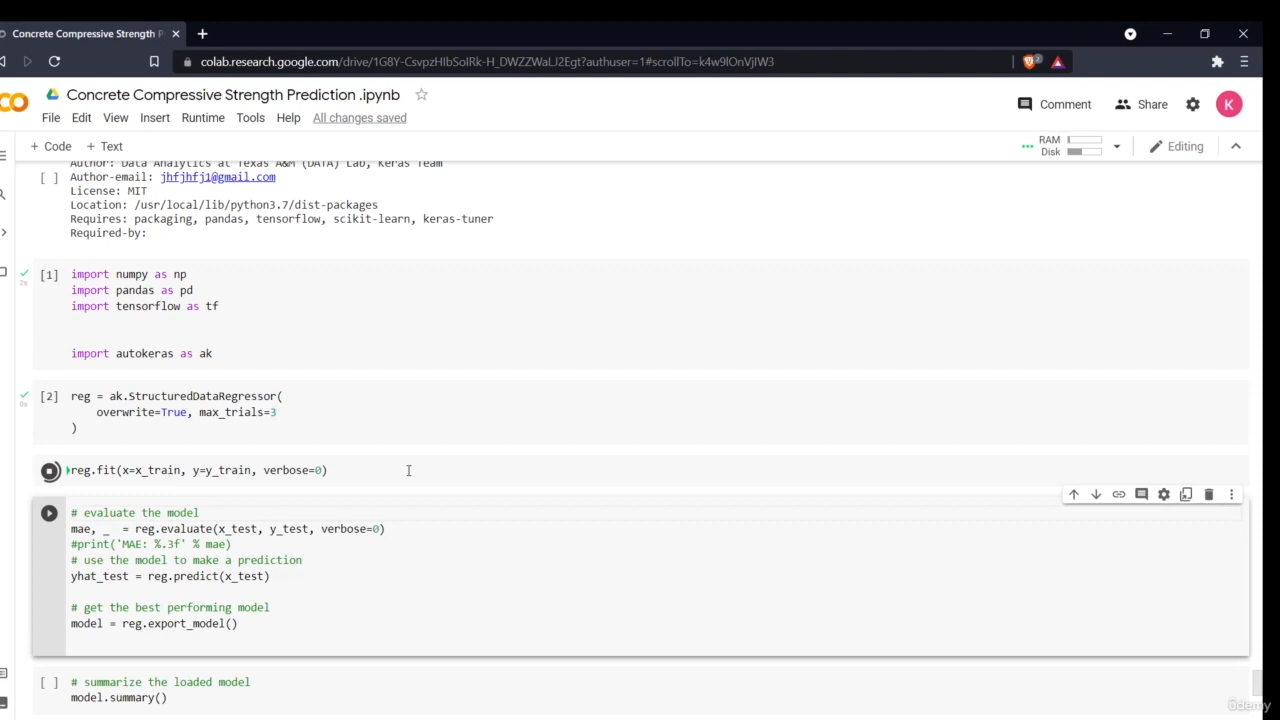 Concrete Compressive Strength P
colab.research.google.com/drive/1G8Y-CsvpzHIbSoIRk-H_DWZZWaLJ2Egt?authuser=1#scrollTo=k4w9lOnVjIW3
2
Concrete Compressive Strength Prediction .ipynb
Comment
Share
K
File Edit View Insert Runtime Tools Help All changes saved
+ Code + Text
RAM
Disk
Editing
Author: Data Analytics at Texas A&M (DATA) Lab, Keras Team
[ ] Author-email: jhfjhfj1@gmail.com
License: MIT
Location: /usr/local/lib/python3.7/dist-packages
Requires: packaging, pandas, tensorflow, scikit-learn, keras-tuner
Required-by:
[1] import numpy as np
2s
import pandas as pd
import tensorflow as tf
import autokeras as ak
[2] reg = ak.StructuredDataRegressor(
0s
overwrite=True, max_trials=3
)
reg.fit(x=x_train, y=y_train, verbose=0)
# evaluate the model
mae, _ = reg.evaluate(x_test, y_test, verbose=0)
#print('MAE: %.3f' % mae)
# use the model to make a prediction
yhat_test = reg.predict(x_test)
# get the best performing model
model = reg.export_model()
[ ] # summarize the loaded model
model.summary()
ûdemy